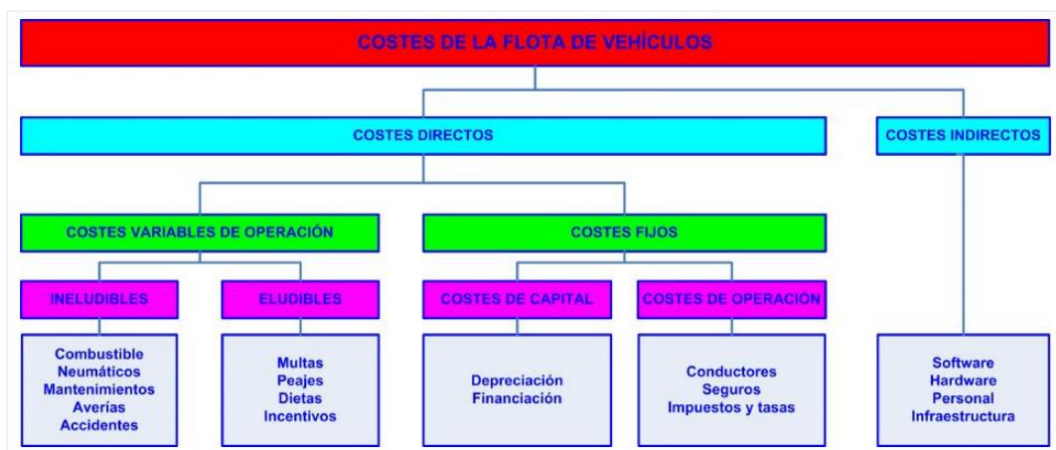 COSTES DE LA FLOTA DE VEHÍCULOS
COSTES DIRECTOS
COSTES INDIRECTOS
COSTES VARIABLES DE OPERACIÓN
COSTES FIJOS
INELUDIBLES
ELUDIBLES
COSTES DE CAPITAL
COSTES DE OPERACIÓN
Combustible
Neumáticos
Mantenimientos
Averías
Accidentes
Multas
Peajes
Dietas
Incentivos
Depreciación
Financiación
Conductores
Seguros
Impuestos y tasas
Software
Hardware
Personal
Infraestructura